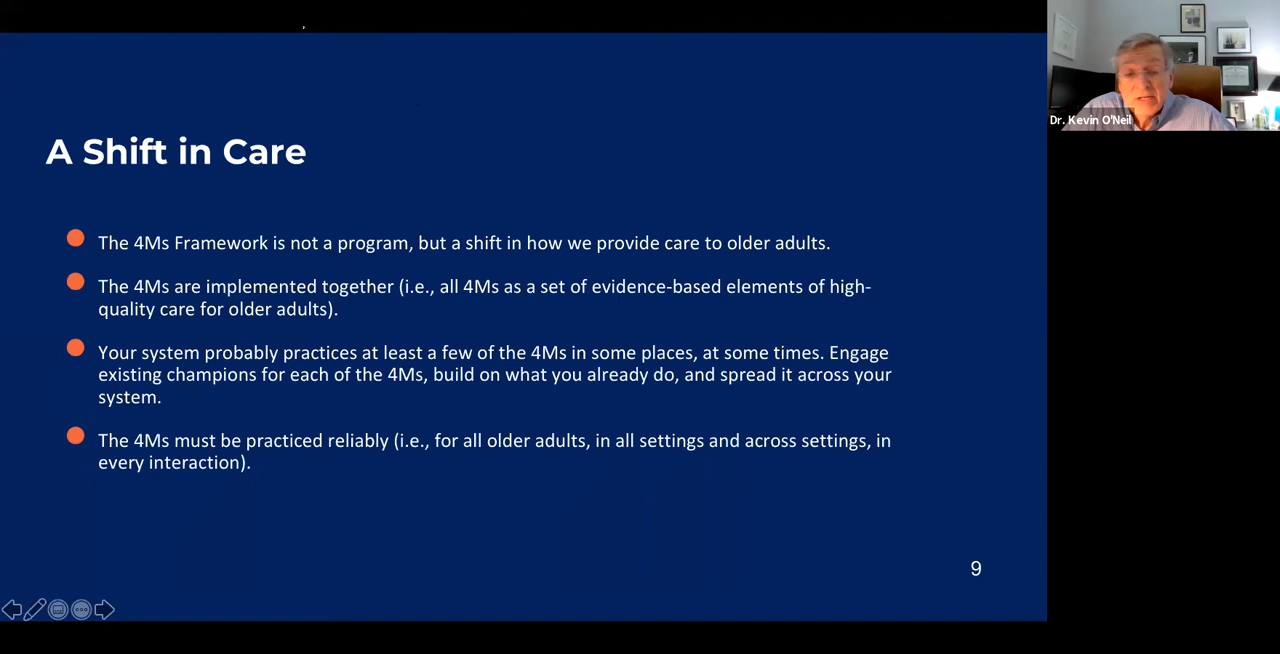 Dr. Kevin O'Neil
A Shift in Care
The 4Ms Framework is not a program, but a shift in how we provide care to older adults.
The 4Ms are implemented together (i.e., all 4Ms as a set of evidence-based elements of high-
quality care for older adults).
Your system probably practices at least a few of the 4Ms in some places, at some times. Engage
existing champions for each of the 4Ms, build on what you already do, and spread it across your
system.
The 4Ms must be practiced reliably (i.e., for all older adults, in all settings and across settings, in
every interaction).
9